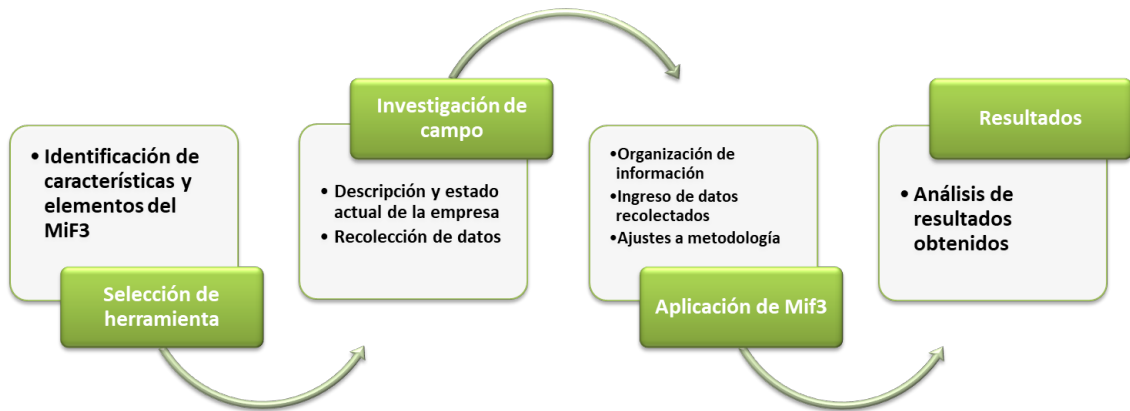 • Identificación de
características y
elementos del
MiF3
Selección de
herramienta
Investigación de
campo
• Descripción y estado
actual de la empresa
• Recolección de datos
•Organización de
información
•Ingreso de datos
recolectados
•Ajustes a metodología
Aplicación de Mif3
Resultados
• Análisis de
resultados
obtenidos